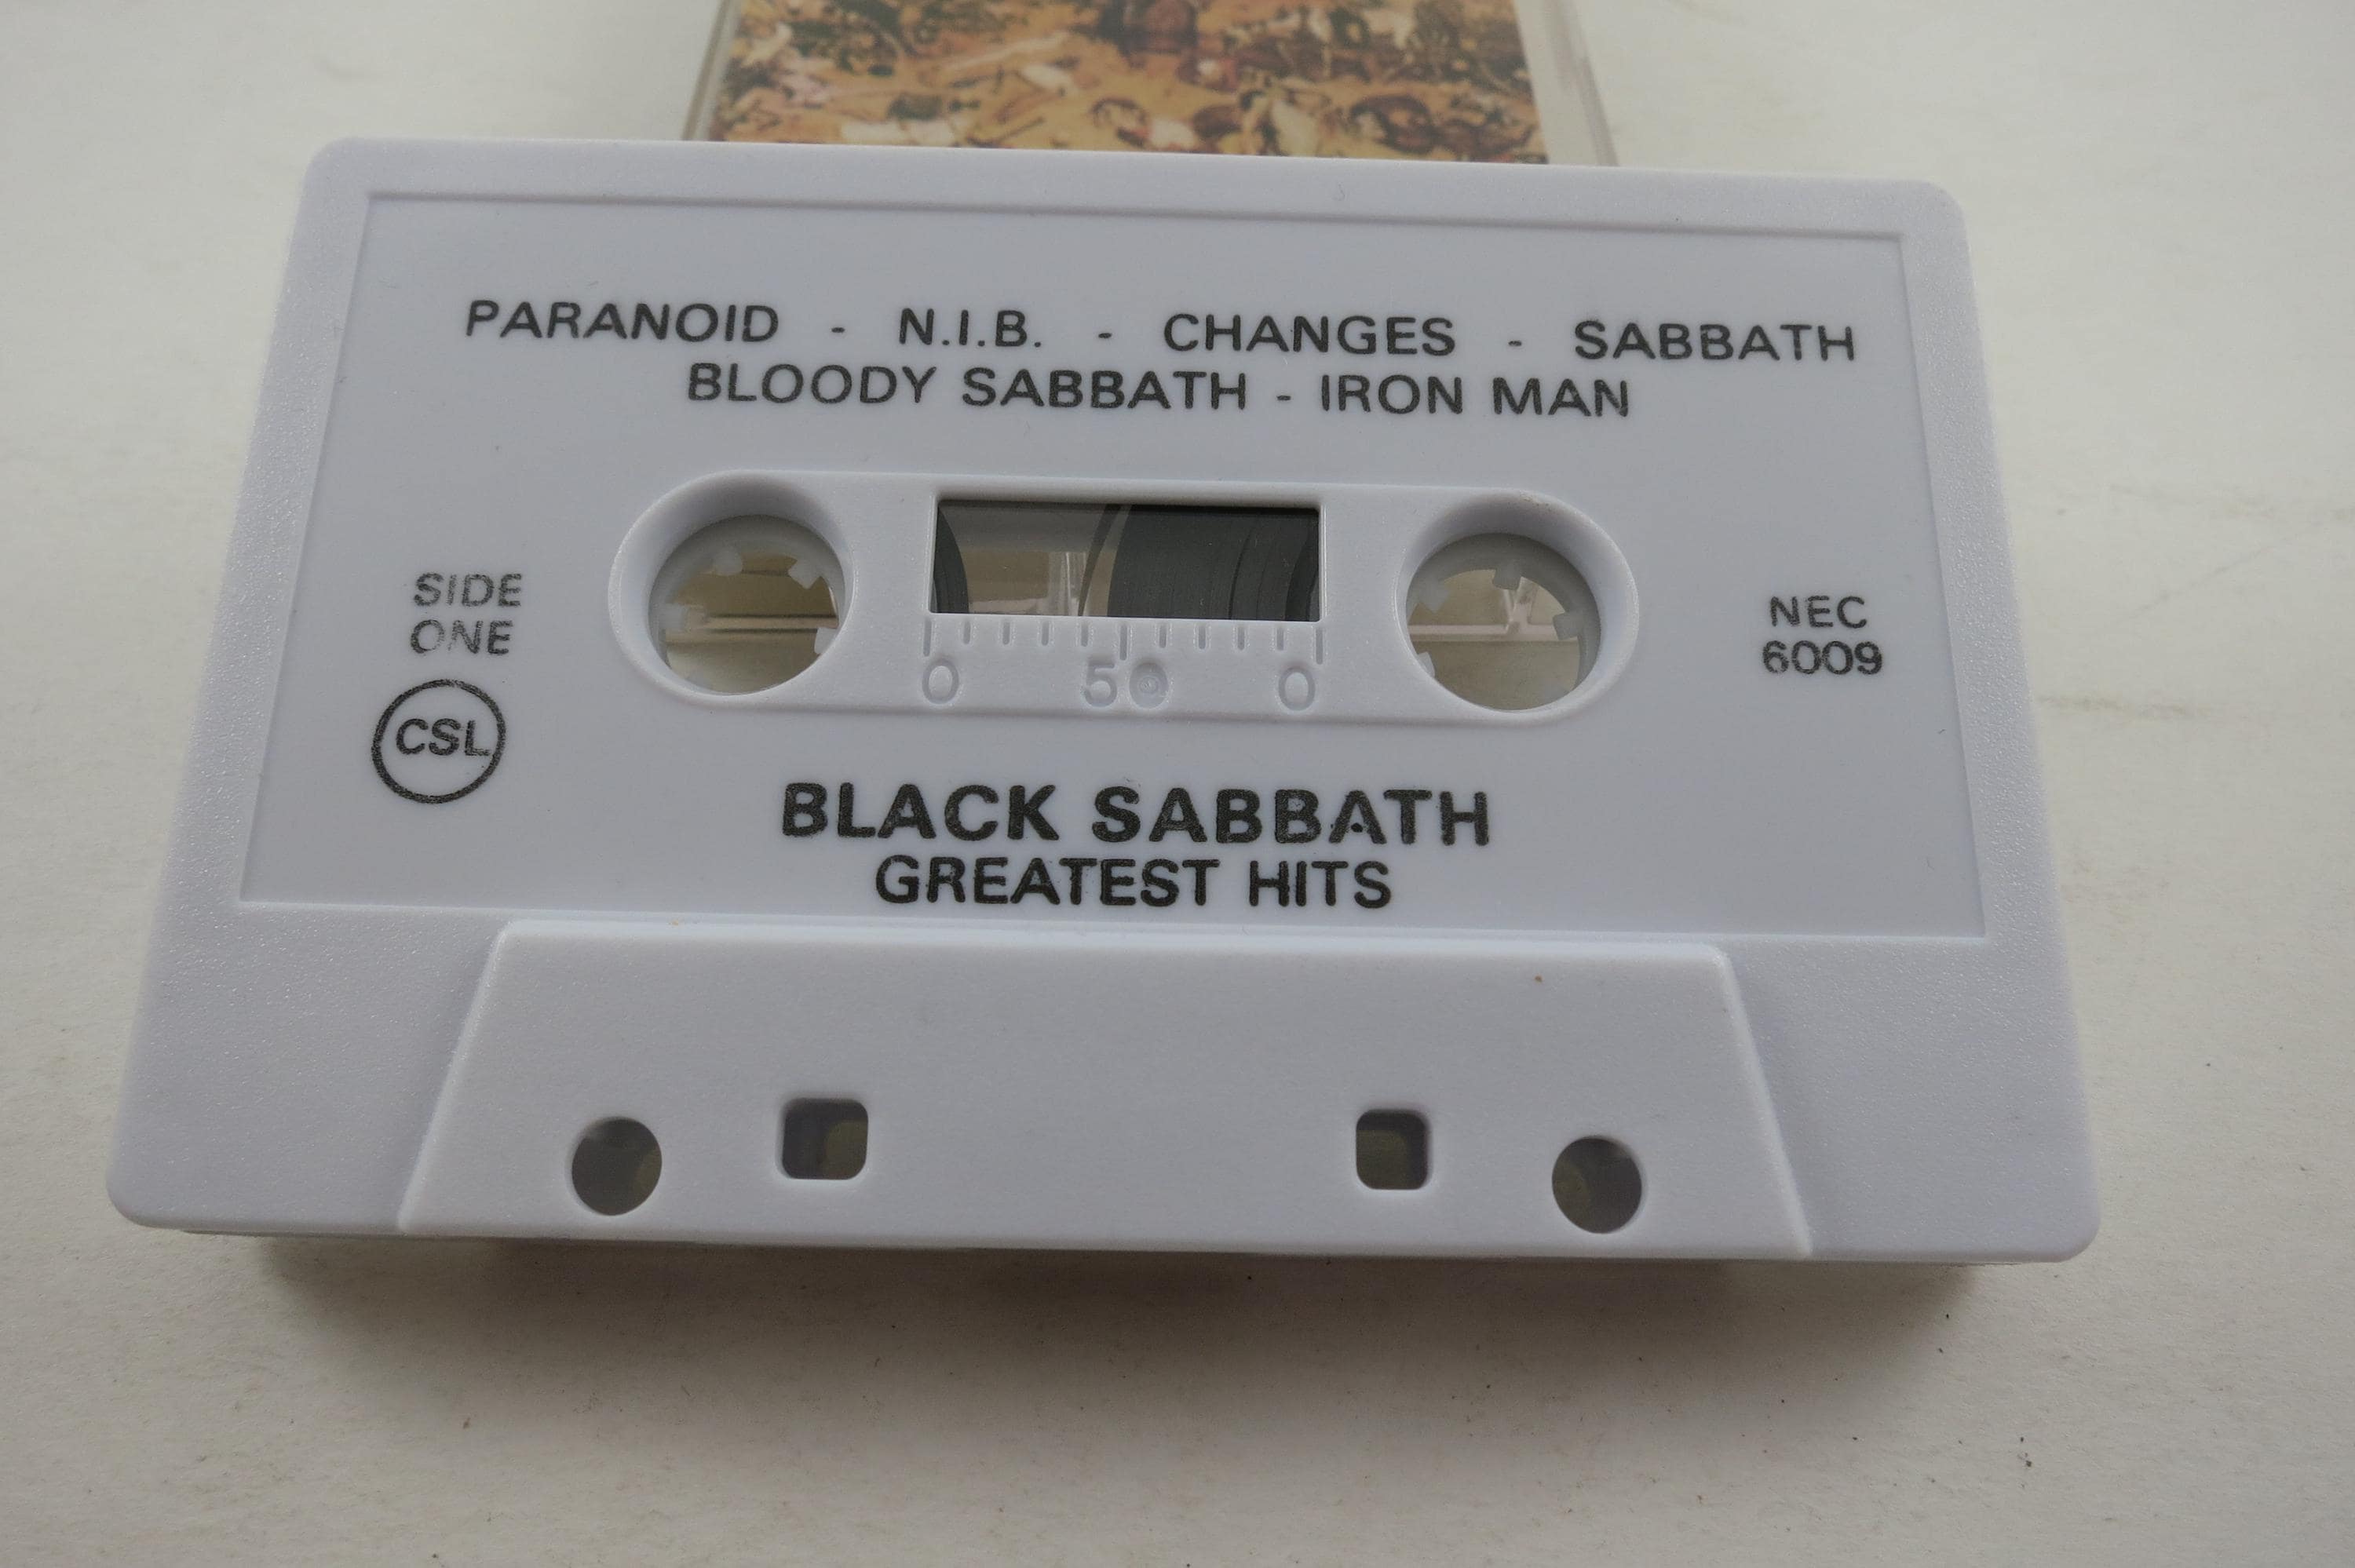 PARANOID - N.I.B. - CHANGES - SABBATH
BLOODY SABBATH - IRON MAN
SIDE
ONE
CSL
NEC
6009
0 50 0
BLACK SABBATH
GREATEST HITS